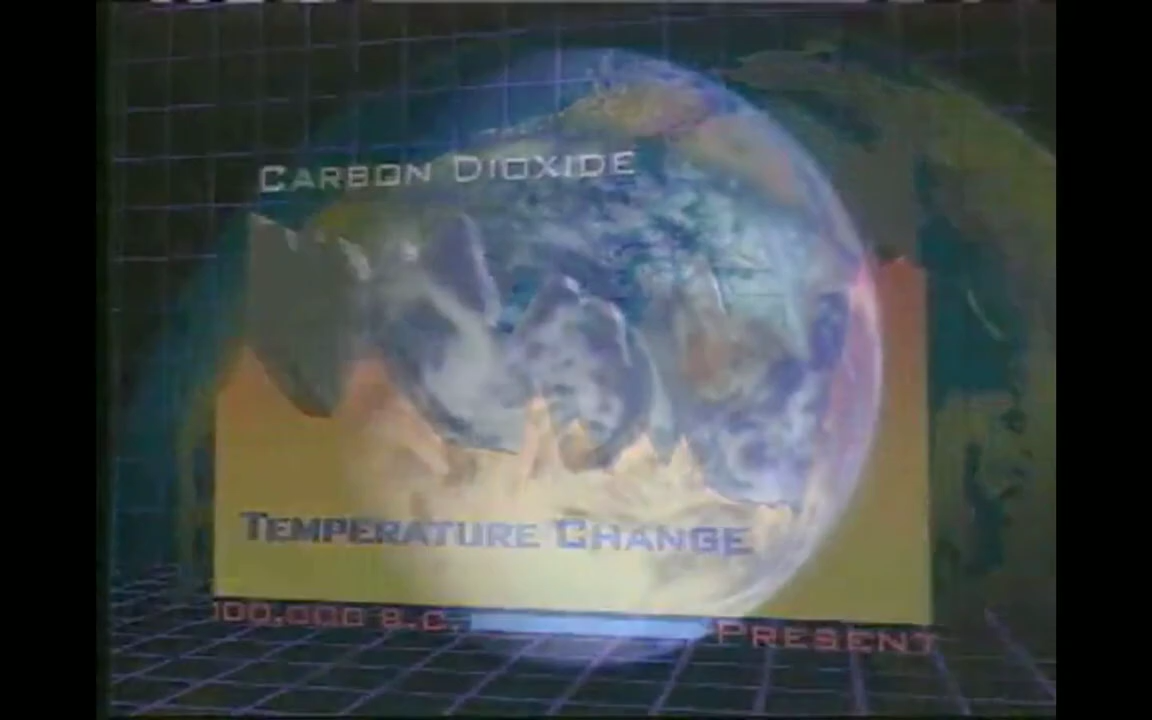 CARBON DIOXIDE
TEMPERATURE CHANGE
100,000 B.C. PRESENT